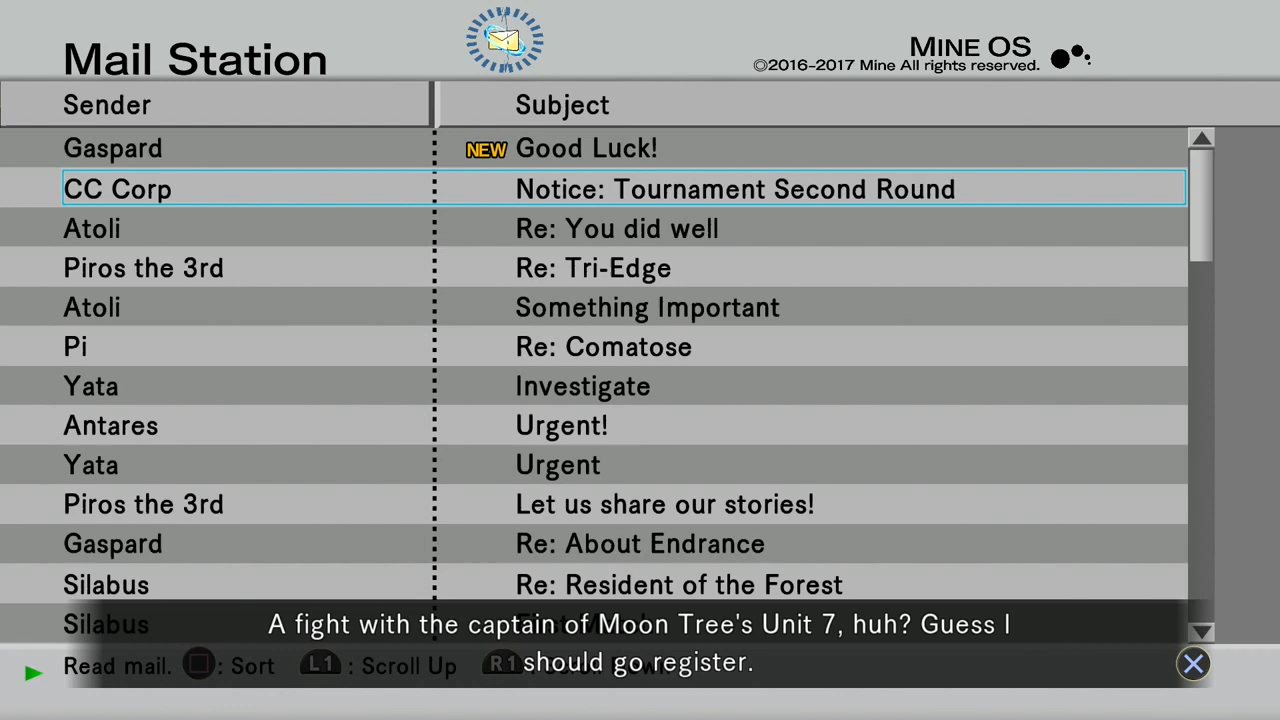 Mail Station
MINE OS
©2016-2017 Mine All rights reserved.
Sender Subject
Gaspard NEW Good Luck!
CC Corp Notice: Tournament Second Round
Atoli Re: You did well
Piros the 3rd Re: Tri-Edge
Atoli Something Important
Pi Re: Comatose
Yata Investigate
Antares Urgent!
Yata Urgent
Piros the 3rd Let us share our stories!
Gaspard Re: About Endrance
Silabus Re: Resident of the Forest
Silabus
A fight with the captain of Moon Tree's Unit 7, huh? Guess I
should go register.
Read mail. : Sort L1 : Scroll Up R1